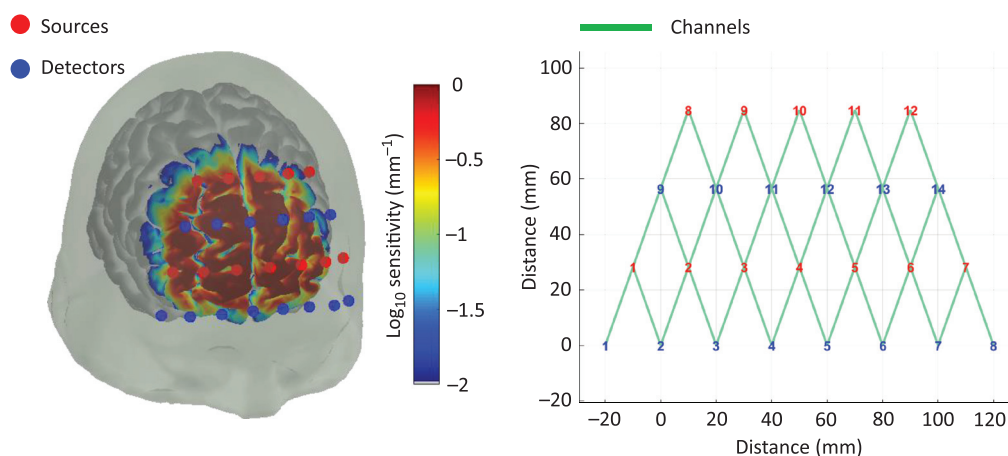 Sources
Detectors
0
−0.5
−1
−1.5
−2
Log10 sensitivity (mm−1)
Channels
100
80
60
40
20
0
−20
Distance (mm)
8 9 10 11 12
9 10 11 12 13 14
1 2 3 4 5 6 7
1 2 3 4 5 6 7 8
−20 0 20 40 60 80 100 120
Distance (mm)